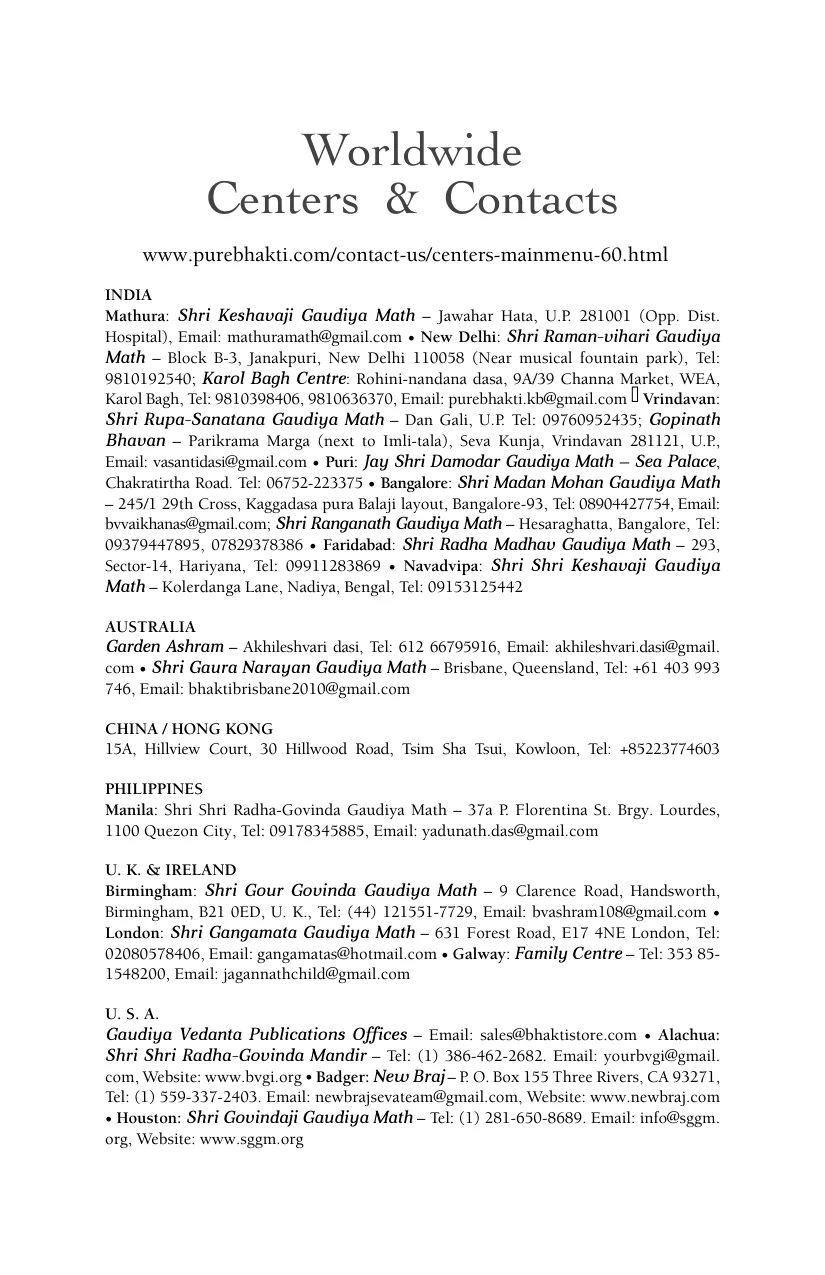 Worldwide
Centers & Contacts
www.purebhakti.com/contact-us/centers-mainmenu-60.html
INDIA
Mathura: Shri Keshavaji Gaudiya Math – Jawahar Hata, U.P. 281001 (Opp. Dist.
Hospital), Email: mathuramath@gmail.com • New Delhi: Shri Raman-vihari Gaudiya
Math – Block B-3, Janakpuri, New Delhi 110058 (Near musical fountain park), Tel:
9810192540; Karol Bagh Centre: Rohini-nandana dasa, 9A/39 Channa Market, WEA,
Karol Bagh, Tel: 9810398406, 9810636370, Email: purebhakti.kb@gmail.com Vrindavan:
Shri Rupa-Sanatana Gaudiya Math – Dan Gali, U.P. Tel: 09760952435; Gopinath
Bhavan – Parikrama Marga (next to Imli-tala), Seva Kunja, Vrindavan 281121, U.P.,
Email: vasantidasi@gmail.com • Puri: Jay Shri Damodar Gaudiya Math – Sea Palace,
Chakratirtha Road. Tel: 06752-223375 • Bangalore: Shri Madan Mohan Gaudiya Math
– 245/1 29th Cross, Kaggadasa pura Balaji layout, Bangalore-93, Tel: 08904427754, Email:
bvvaikhanas@gmail.com; Shri Ranganath Gaudiya Math – Hesaraghatta, Bangalore, Tel:
09379447895, 07829378386 • Faridabad: Shri Radha Madhav Gaudiya Math – 293,
Sector-14, Hariyana, Tel: 09911283869 • Navadvipa: Shri Shri Keshavaji Gaudiya
Math – Kolerdanga Lane, Nadiya, Bengal, Tel: 09153125442
AUSTRALIA
Garden Ashram – Akhileshvari dasi, Tel: 612 66795916, Email: akhileshvari.dasi@gmail.
com • Shri Gaura Narayan Gaudiya Math – Brisbane, Queensland, Tel: +61 403 993
746, Email: bhaktibrisbane2010@gmail.com
CHINA / HONG KONG
15A, Hillview Court, 30 Hillwood Road, Tsim Sha Tsui, Kowloon, Tel: +85223774603
PHILIPPINES
Manila: Shri Shri Radha-Govinda Gaudiya Math – 37a P. Florentina St. Brgy. Lourdes,
1100 Quezon City, Tel: 09178345885, Email: yadunath.das@gmail.com
U. K. & IRELAND
Birmingham: Shri Gour Govinda Gaudiya Math – 9 Clarence Road, Handsworth,
Birmingham, B21 0ED, U. K., Tel: (44) 121551-7729, Email: bvashram108@gmail.com •
London: Shri Gangamata Gaudiya Math – 631 Forest Road, E17 4NE London, Tel:
02080578406, Email: gangamatas@hotmail.com • Galway: Family Centre – Tel: 353 85-
1548200, Email: jagannathchild@gmail.com
U. S. A.
Gaudiya Vedanta Publications Offices – Email: sales@bhaktistore.com • Alachua:
Shri Shri Radha-Govinda Mandir – Tel: (1) 386-462-2682. Email: yourbvgi@gmail.
com, Website: www.bvgi.org • Badger: New Braj – P. O. Box 155 Three Rivers, CA 93271,
Tel: (1) 559-337-2403. Email: newbrajsevateam@gmail.com, Website: www.newbraj.com
• Houston: Shri Govindaji Gaudiya Math – Tel: (1) 281-650-8689. Email: info@sggm.
org, Website: www.sggm.org